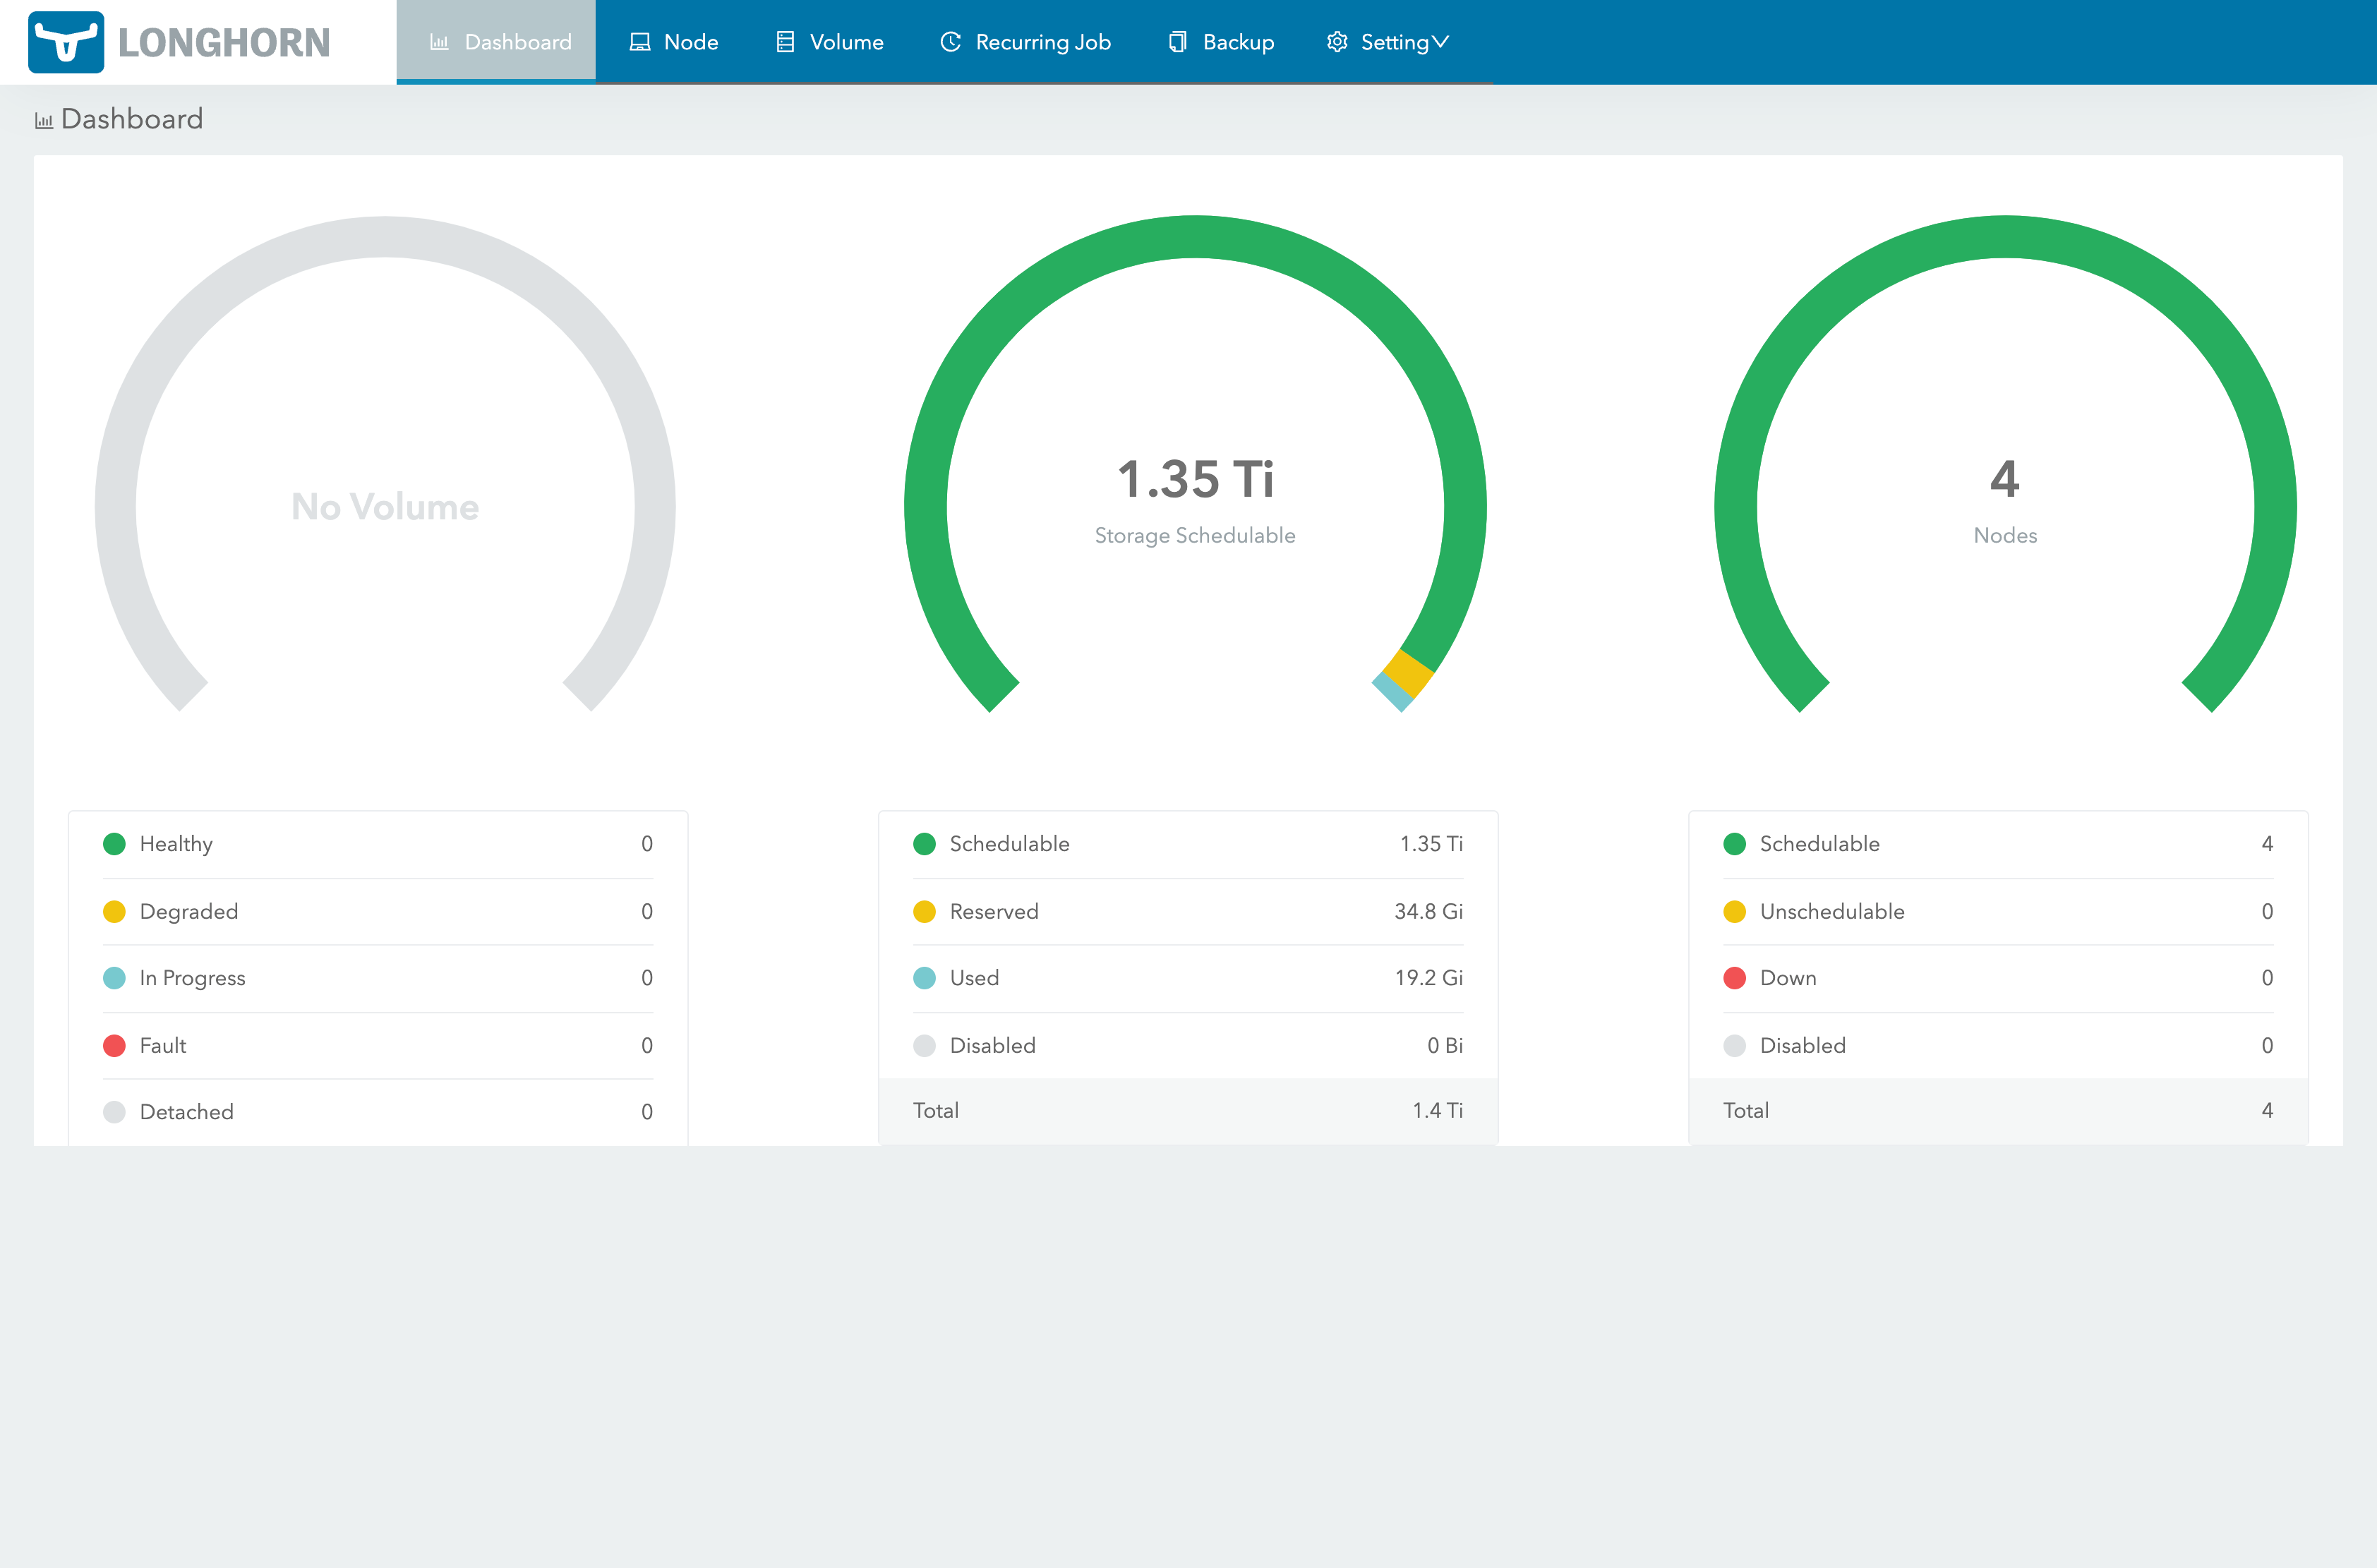 LONGHORN
Dashboard
Node
Volume
Recurring Job
Backup
Setting
Dashboard
No Volume
Healthy 0
Degraded 0
In Progress 0
Fault 0
Detached 0
1.35 Ti
Storage Schedulable
Schedulable 1.35 Ti
Reserved 34.8 Gi
Used 19.2 Gi
Disabled 0 Bi
Total 1.4 Ti
4
Nodes
Schedulable 4
Unschedulable 0
Down 0
Disabled 0
Total 4